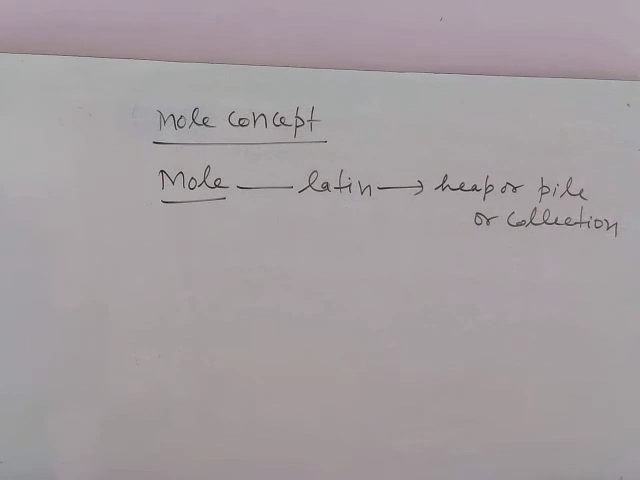 Mole concept
Mole — latin → heap or pile
or collection